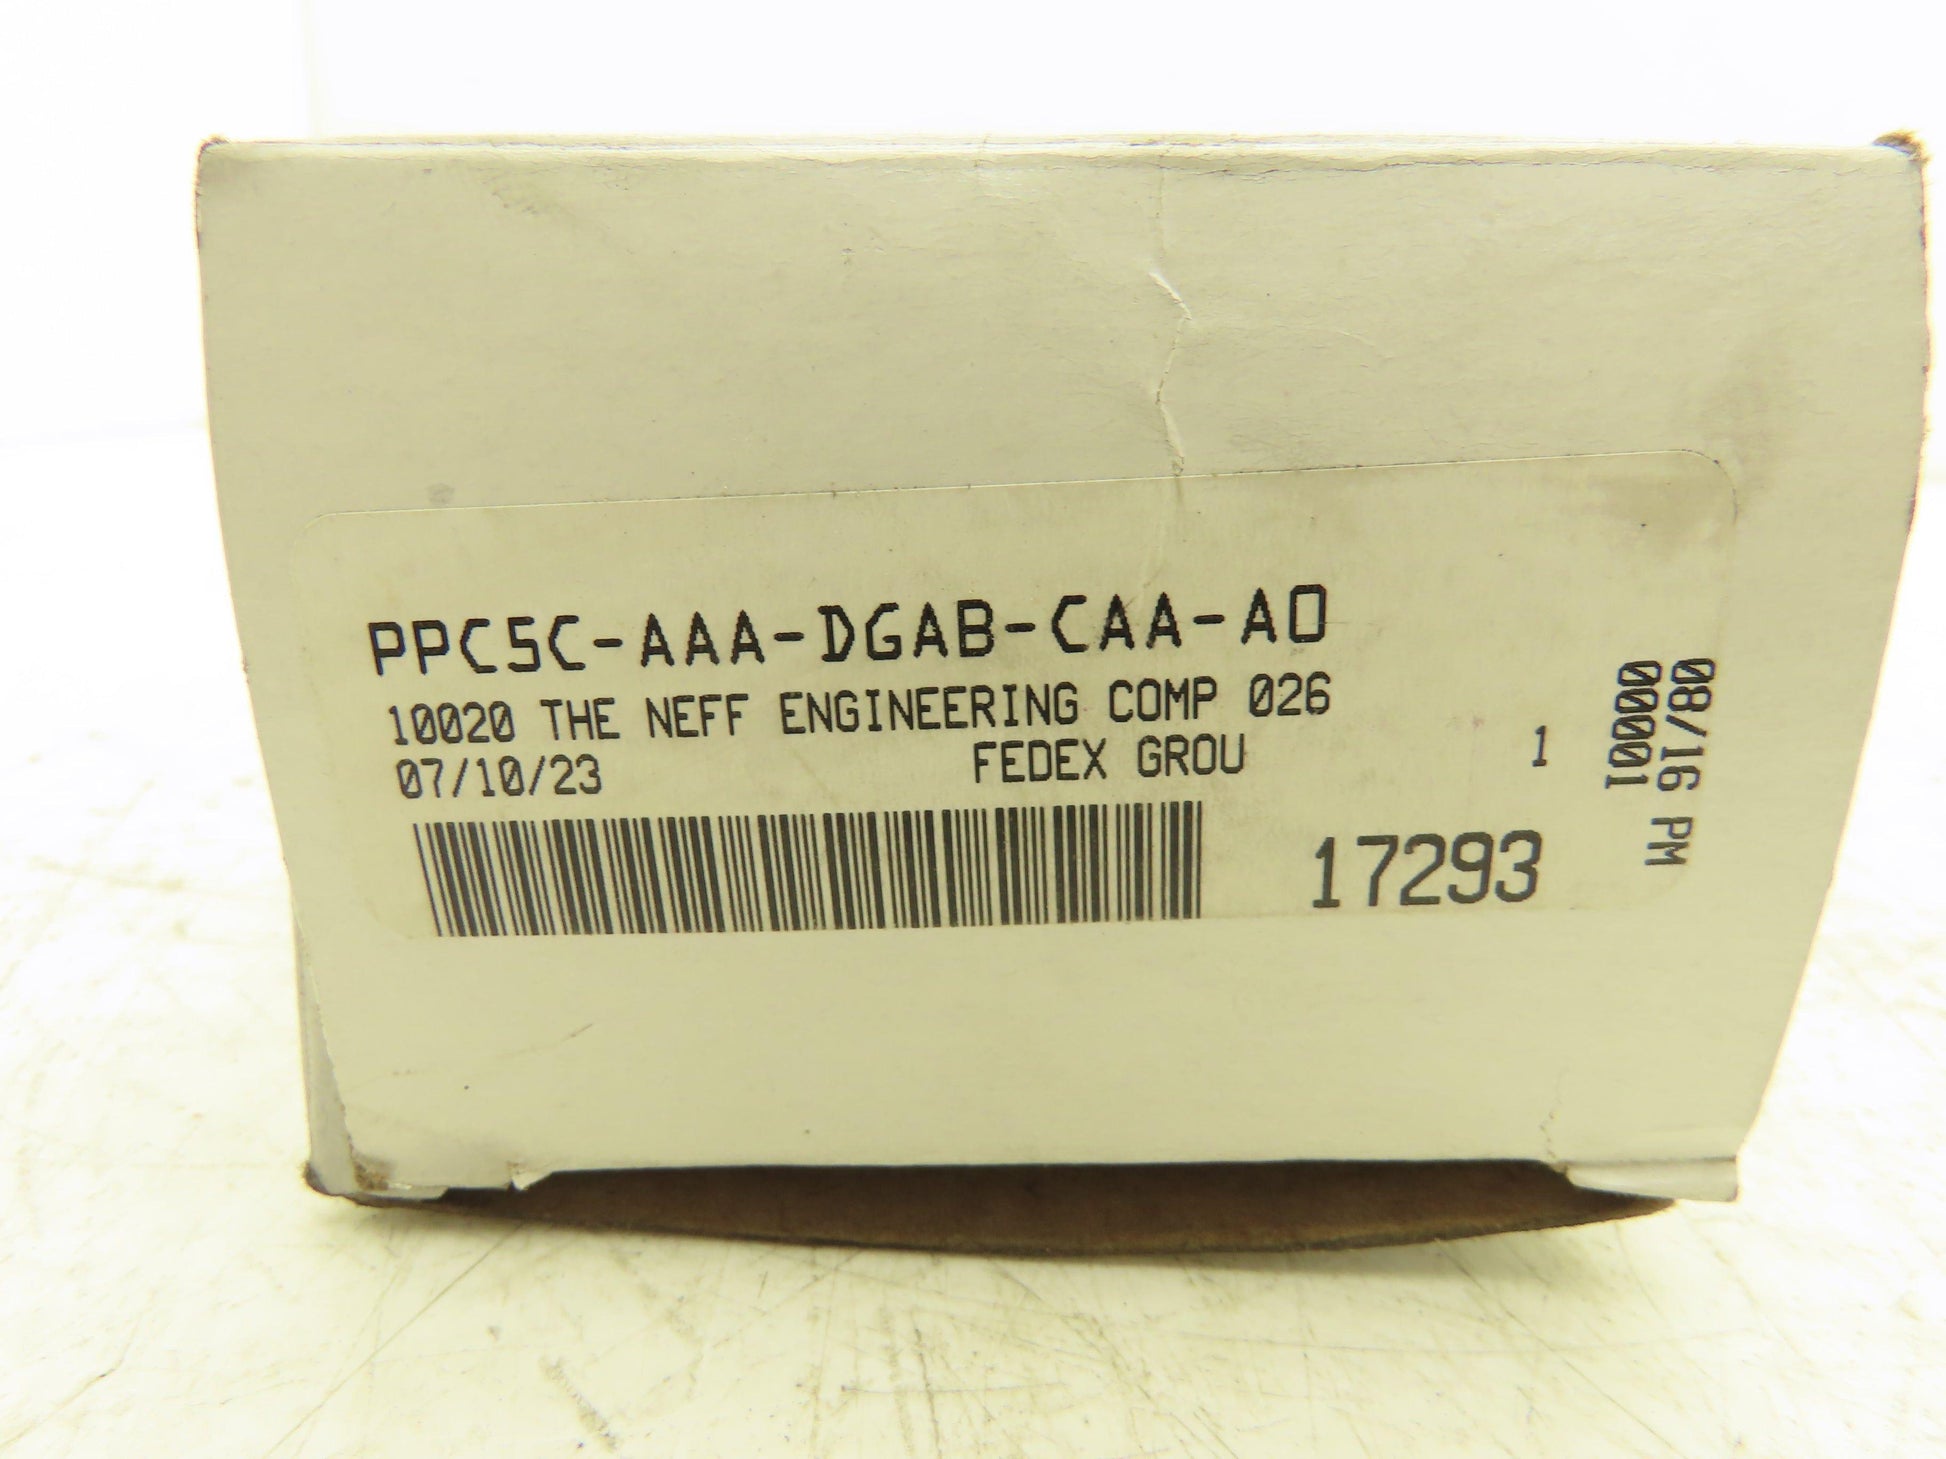 PPC5C-AAA-DGAB-CAA-A0
10020 THE NEFF ENGINEERING COMP 026
07/10/23 FEDEX GROU 1
17293
08/16 PM
00001